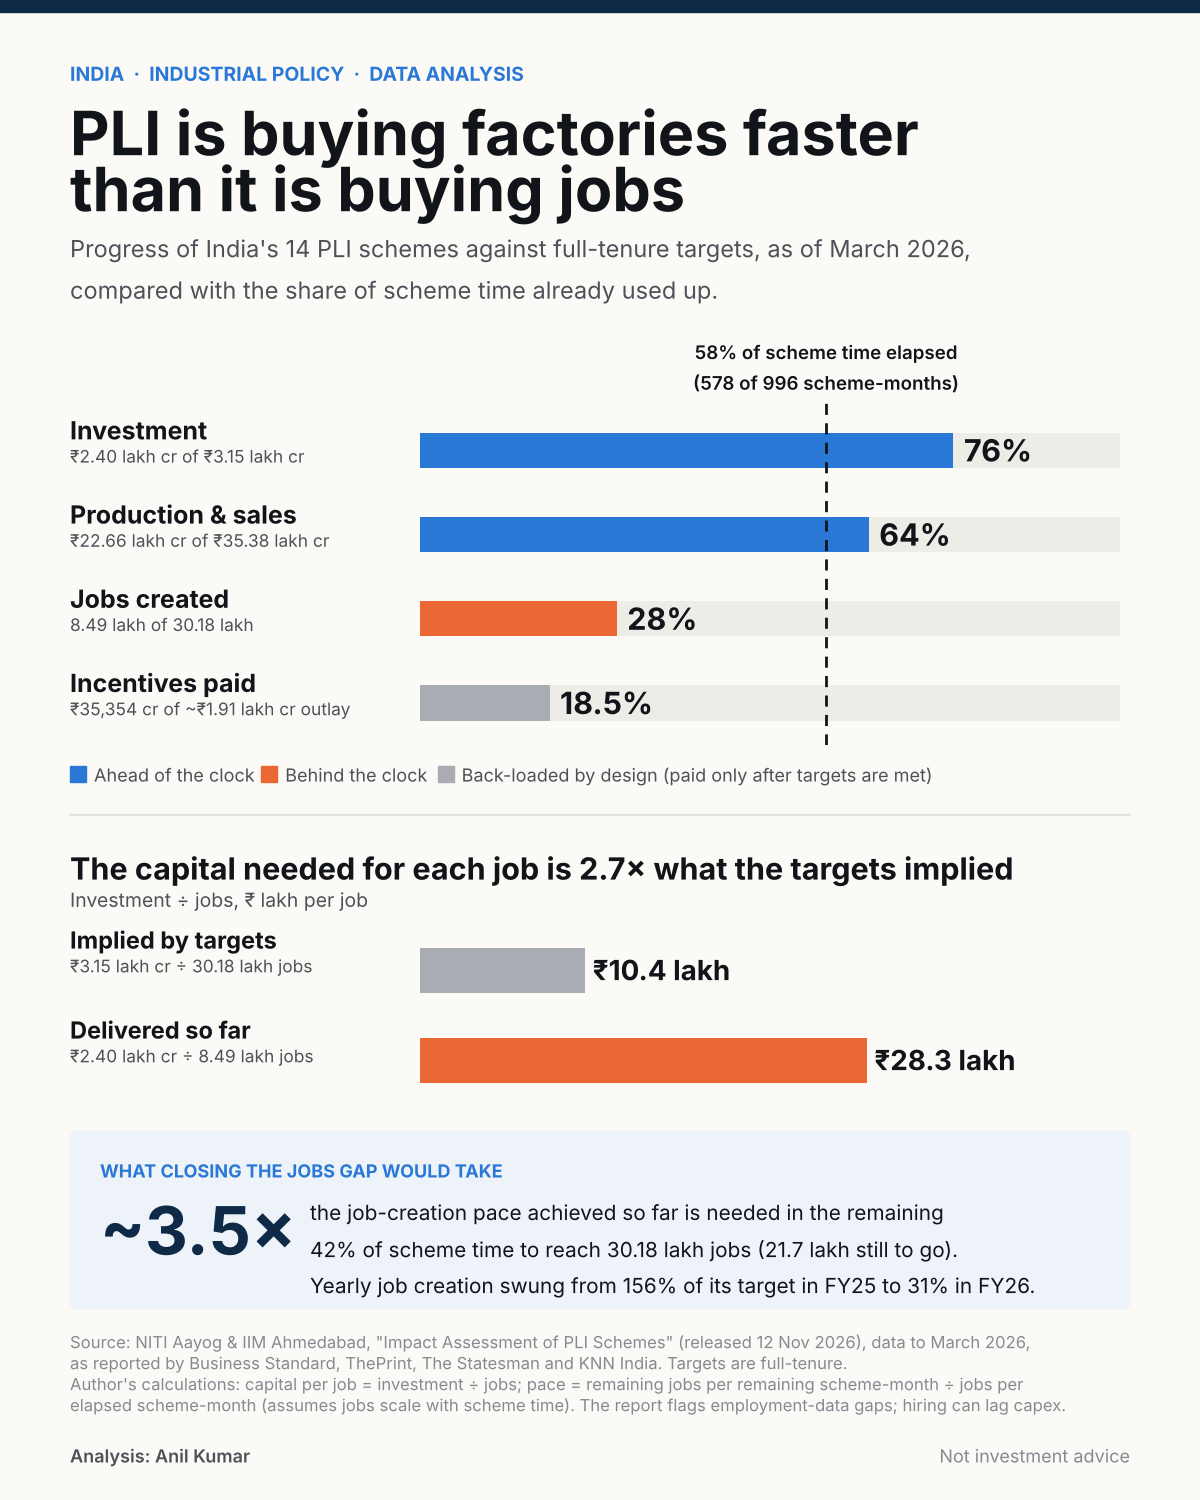 INDIA · INDUSTRIAL POLICY · DATA ANALYSIS
PLI is buying factories faster
than it is buying jobs
Progress of India's 14 PLI schemes against full-tenure targets, as of March 2026,
compared with the share of scheme time already used up.
58% of scheme time elapsed
(578 of 996 scheme-months)
Investment
₹2.40 lakh cr of ₹3.15 lakh cr
76%
Production & sales
₹22.66 lakh cr of ₹35.38 lakh cr
64%
Jobs created
8.49 lakh of 30.18 lakh
28%
Incentives paid
₹35,354 cr of ~₹1.91 lakh cr outlay
18.5%
Ahead of the clock Behind the clock Back-loaded by design (paid only after targets are met)
The capital needed for each job is 2.7× what the targets implied
Investment ÷ jobs, ₹ lakh per job
Implied by targets
₹3.15 lakh cr ÷ 30.18 lakh jobs
₹10.4 lakh
Delivered so far
₹2.40 lakh cr ÷ 8.49 lakh jobs
₹28.3 lakh
WHAT CLOSING THE JOBS GAP WOULD TAKE
~3.5×
the job-creation pace achieved so far is needed in the remaining
42% of scheme time to reach 30.18 lakh jobs (21.7 lakh still to go).
Yearly job creation swung from 156% of its target in FY25 to 31% in FY26.
Source: NITI Aayog & IIM Ahmedabad, "Impact Assessment of PLI Schemes" (released 12 Nov 2026), data to March 2026,
as reported by Business Standard, ThePrint, The Statesman and KNN India. Targets are full-tenure.
Author's calculations: capital per job = investment ÷ jobs; pace = remaining jobs per remaining scheme-month ÷ jobs per
elapsed scheme-month (assumes jobs scale with scheme time). The report flags employment-data gaps; hiring can lag capex.
Analysis: Anil Kumar
Not investment advice